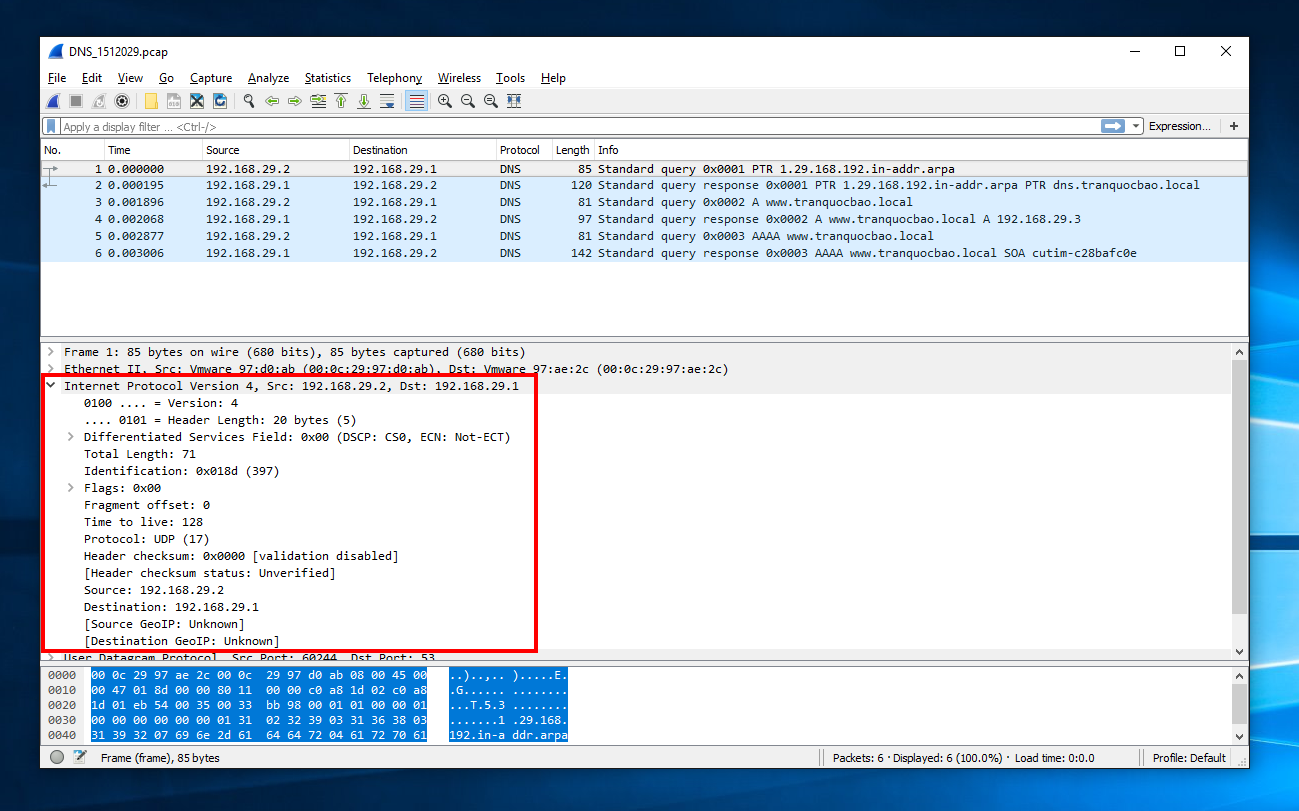 DNS_1512029.pcap
File Edit View Go Capture Analyze Statistics Telephony Wireless Tools Help
Apply a display filter ... <Ctrl-/> Expression... +
No. Time Source Destination Protocol Length Info
1 0.000000 192.168.29.2 192.168.29.1 DNS 85 Standard query 0x0001 PTR 1.29.168.192.in-addr.arpa
2 0.000195 192.168.29.1 192.168.29.2 DNS 120 Standard query response 0x0001 PTR 1.29.168.192.in-addr.arpa PTR dns.tranquocbao.local
3 0.001896 192.168.29.2 192.168.29.1 DNS 81 Standard query 0x0002 A www.tranquocbao.local
4 0.002068 192.168.29.1 192.168.29.2 DNS 97 Standard query response 0x0002 A www.tranquocbao.local A 192.168.29.3
5 0.002877 192.168.29.2 192.168.29.1 DNS 81 Standard query 0x0003 AAAA www.tranquocbao.local
6 0.003006 192.168.29.1 192.168.29.2 DNS 142 Standard query response 0x0003 AAAA www.tranquocbao.local SOA cutim-c28bafc0e
Frame 1: 85 bytes on wire (680 bits), 85 bytes captured (680 bits)
Ethernet II, Src: Vmware_97:d0:ab (00:0c:29:97:d0:ab), Dst: Vmware_97:ae:2c (00:0c:29:97:ae:2c)
Internet Protocol Version 4, Src: 192.168.29.2, Dst: 192.168.29.1
0100 .... = Version: 4
.... 0101 = Header Length: 20 bytes (5)
Differentiated Services Field: 0x00 (DSCP: CS0, ECN: Not-ECT)
Total Length: 71
Identification: 0x018d (397)
Flags: 0x00
Fragment offset: 0
Time to live: 128
Protocol: UDP (17)
Header checksum: 0x0000 [validation disabled]
[Header checksum status: Unverified]
Source: 192.168.29.2
Destination: 192.168.29.1
[Source GeoIP: Unknown]
[Destination GeoIP: Unknown]
User Datagram Protocol, Src Port: 60244, Dst Port: 53
0000 00 0c 29 97 ae 2c 00 0c 29 97 d0 ab 08 00 45 00 ..)..,.. ).....E.
0010 00 47 01 8d 00 00 80 11 00 00 c0 a8 1d 02 c0 a8 .G...... ........
0020 1d 01 eb 54 00 35 00 33 bb 98 00 01 01 00 00 01 ...T.5.3 ........
0030 00 00 00 00 00 00 01 31 02 32 39 03 31 36 38 03 .......1 .29.168.
0040 31 39 32 07 69 6e 2d 61 64 64 72 04 61 72 70 61 192.in-a ddr.arpa
Frame (frame), 85 bytes Packets: 6 · Displayed: 6 (100.0%) · Load time: 0:0.0 Profile: Default